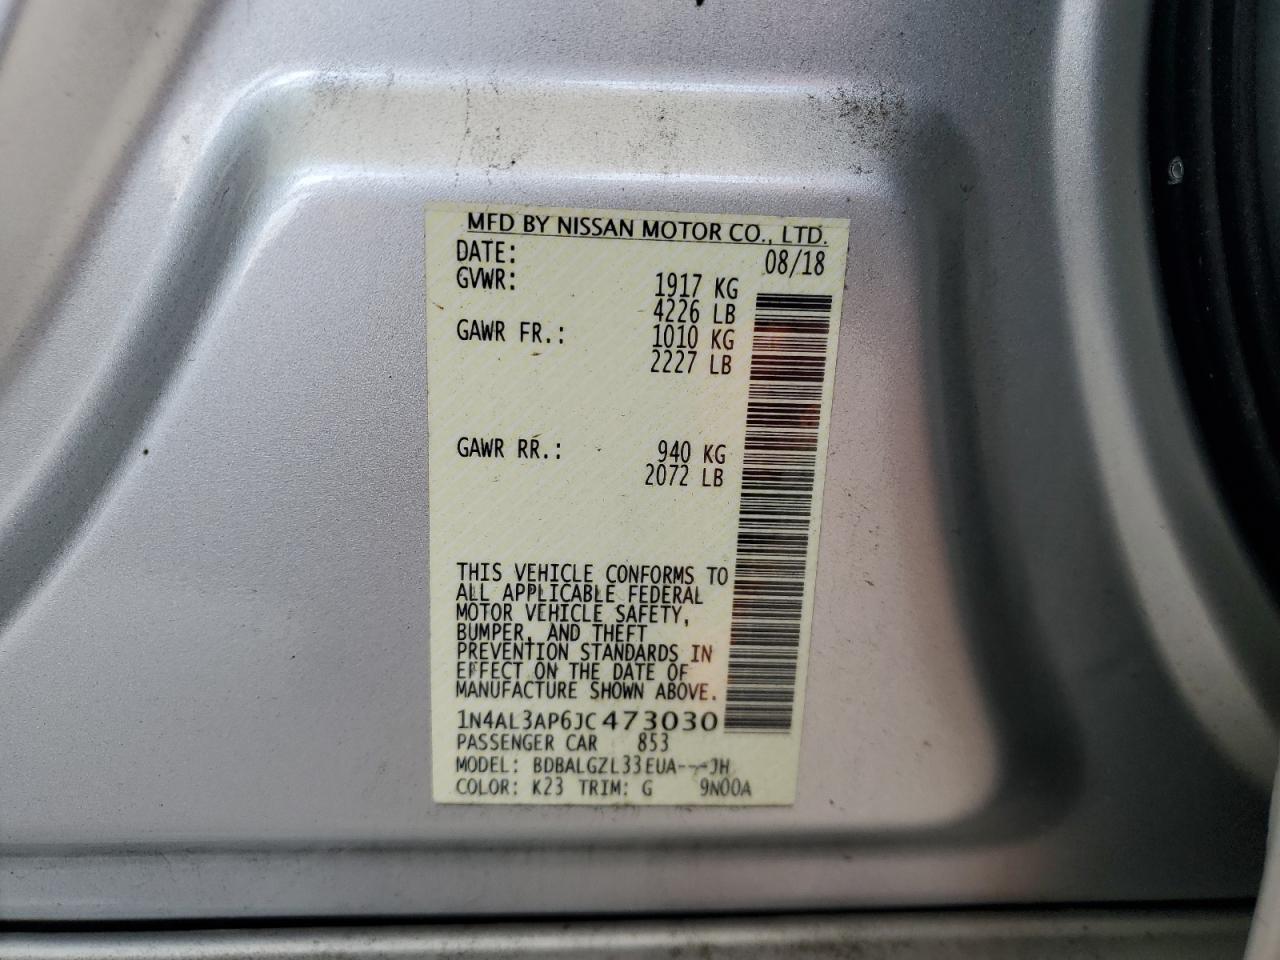 MFD BY NISSAN MOTOR CO., LTD.
DATE: 08/18
GVWR: 1917 KG
4226 LB
GAWR FR.: 1010 KG
2227 LB
GAWR RR.: 940 KG
2072 LB
THIS VEHICLE CONFORMS TO
ALL APPLICABLE FEDERAL
MOTOR VEHICLE SAFETY,
BUMPER, AND THEFT
PREVENTION STANDARDS IN
EFFECT ON THE DATE OF
MANUFACTURE SHOWN ABOVE.
1N4AL3AP6JC473030
PASSENGER CAR 853
MODEL: BDBALGZL33EUA---JH
COLOR: K23 TRIM: G 9N00A